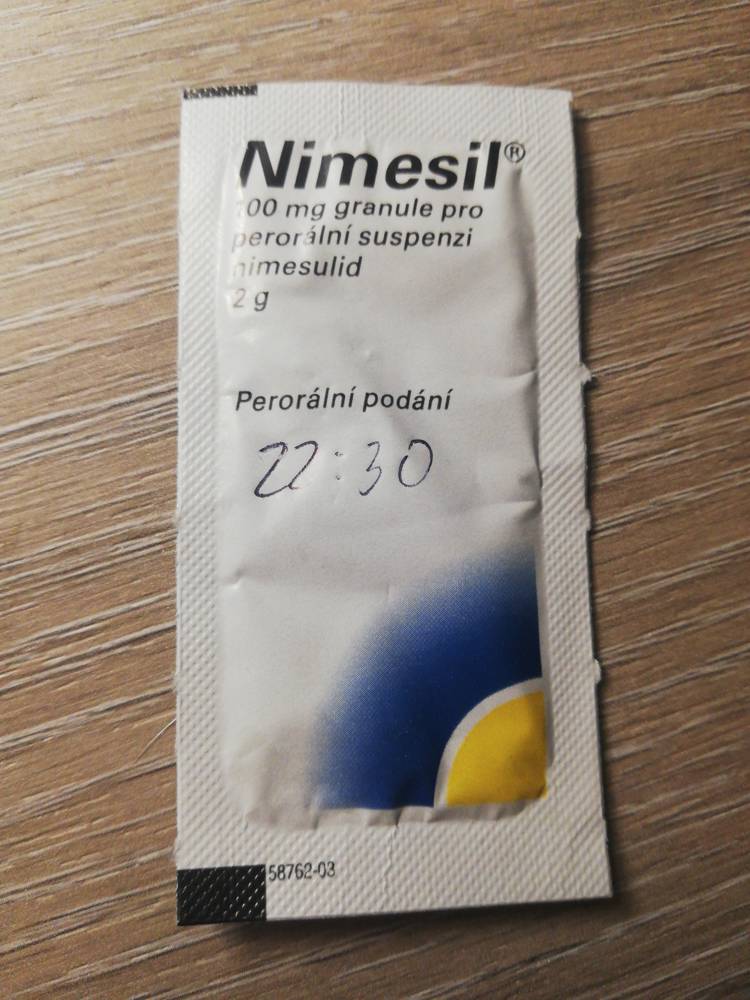 Nimesil®
100 mg granule pro
perorální suspenzi
nimesulid
2 g
Perorální podání
22:30
58762-03